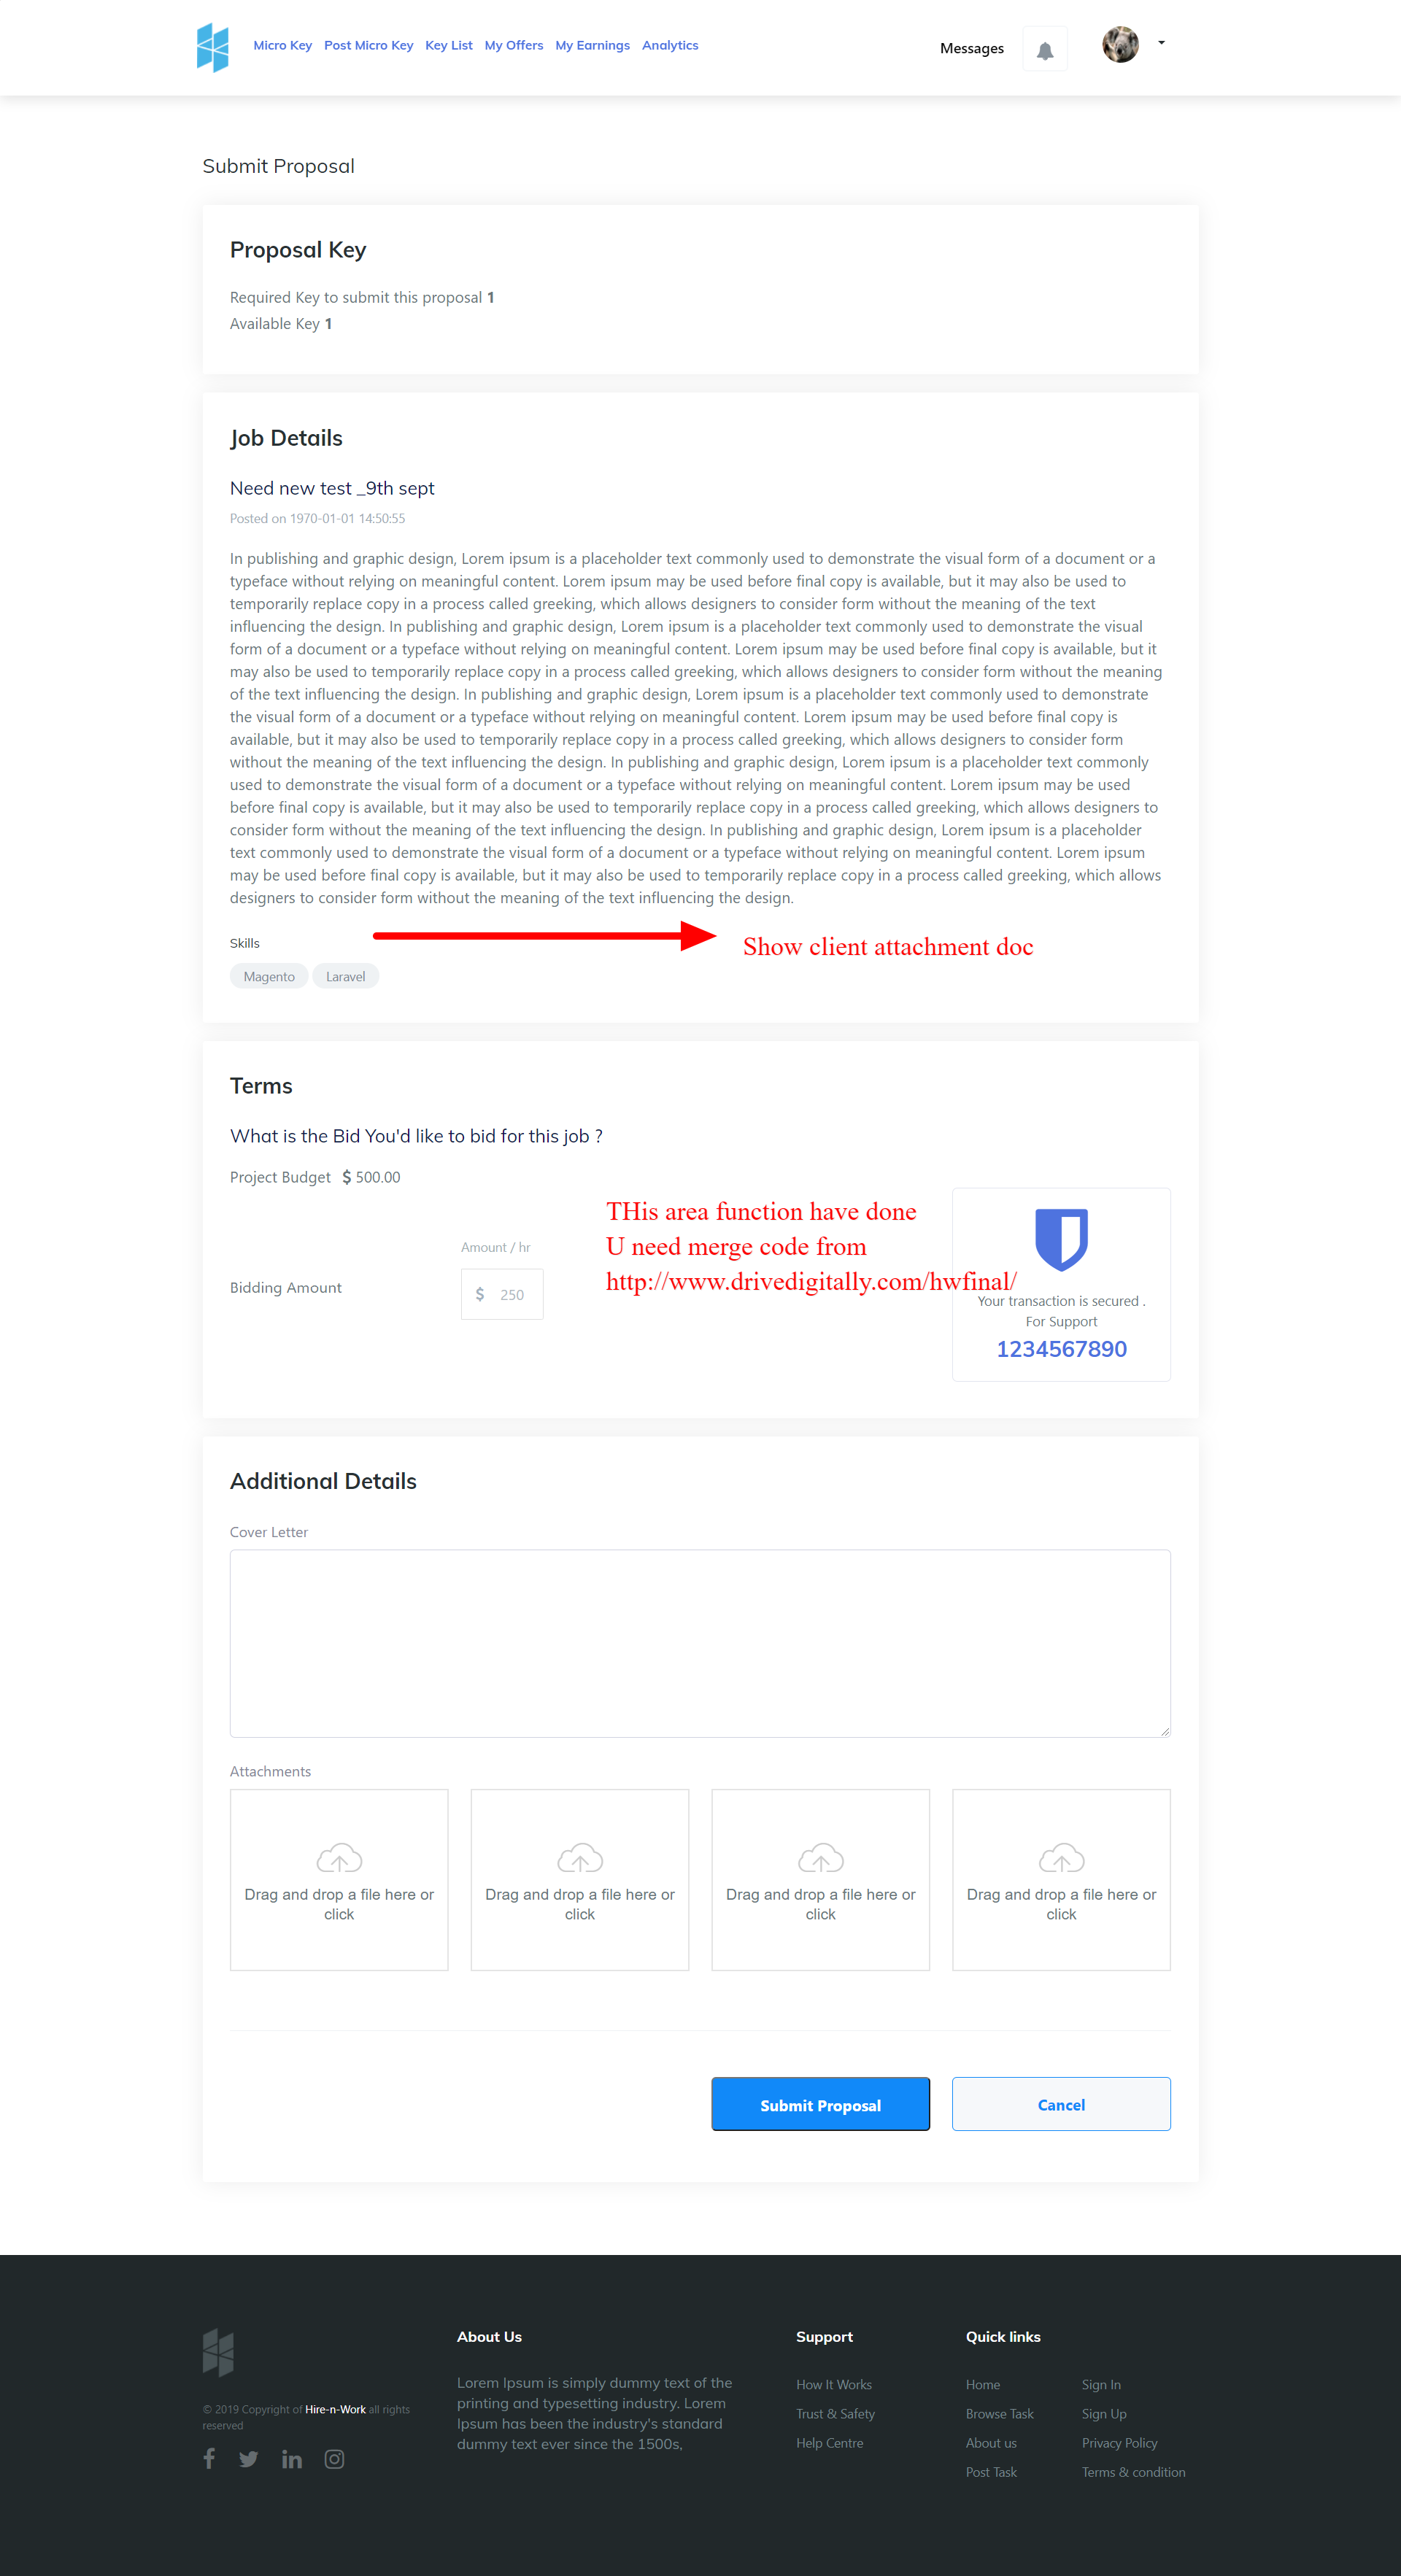 Micro Key Post Micro Key Key List My Offers My Earnings Analytics Messages
Submit Proposal
Proposal Key
Required Key to submit this proposal 1
Available Key 1
Job Details
Need new test _9th sept
Posted on 1970-01-01 14:50:55
In publishing and graphic design, Lorem ipsum is a placeholder text commonly used to demonstrate the visual form of a document or a
typeface without relying on meaningful content. Lorem ipsum may be used before final copy is available, but it may also be used to
temporarily replace copy in a process called greeking, which allows designers to consider form without the meaning of the text
influencing the design. In publishing and graphic design, Lorem ipsum is a placeholder text commonly used to demonstrate the visual
form of a document or a typeface without relying on meaningful content. Lorem ipsum may be used before final copy is available, but it
may also be used to temporarily replace copy in a process called greeking, which allows designers to consider form without the meaning
of the text influencing the design. In publishing and graphic design, Lorem ipsum is a placeholder text commonly used to demonstrate
the visual form of a document or a typeface without relying on meaningful content. Lorem ipsum may be used before final copy is
available, but it may also be used to temporarily replace copy in a process called greeking, which allows designers to consider form
without the meaning of the text influencing the design. In publishing and graphic design, Lorem ipsum is a placeholder text commonly
used to demonstrate the visual form of a document or a typeface without relying on meaningful content. Lorem ipsum may be used
before final copy is available, but it may also be used to temporarily replace copy in a process called greeking, which allows designers to
consider form without the meaning of the text influencing the design. In publishing and graphic design, Lorem ipsum is a placeholder
text commonly used to demonstrate the visual form of a document or a typeface without relying on meaningful content. Lorem ipsum
may be used before final copy is available, but it may also be used to temporarily replace copy in a process called greeking, which allows
designers to consider form without the meaning of the text influencing the design.
Skills
Show client attachment doc
Magento Laravel
Terms
What is the Bid You'd like to bid for this job ?
Project Budget $ 500.00
THis area function have done
U need merge code from
http://www.drivedigitally.com/hwfinal/
Amount / hr
Bidding Amount
$ 250
Your transaction is secured .
For Support
1234567890
Additional Details
Cover Letter
Attachments
Drag and drop a file here or
click
Drag and drop a file here or
click
Drag and drop a file here or
click
Drag and drop a file here or
click
Submit Proposal Cancel
© 2019 Copyright of Hire-n-Work all rights
reserved
About Us
Lorem Ipsum is simply dummy text of the
printing and typesetting industry. Lorem
Ipsum has been the industry's standard
dummy text ever since the 1500s,
Support
How It Works
Trust & Safety
Help Centre
Quick links
Home
Browse Task
About us
Post Task
Sign In
Sign Up
Privacy Policy
Terms & condition